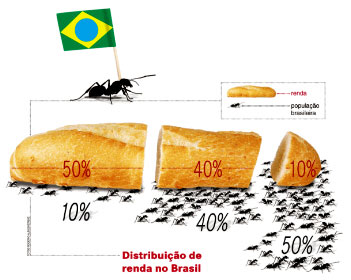 renda
população
brasileira
50%
40%
10%
10%
40%
50%
Distribuição de
renda no Brasil